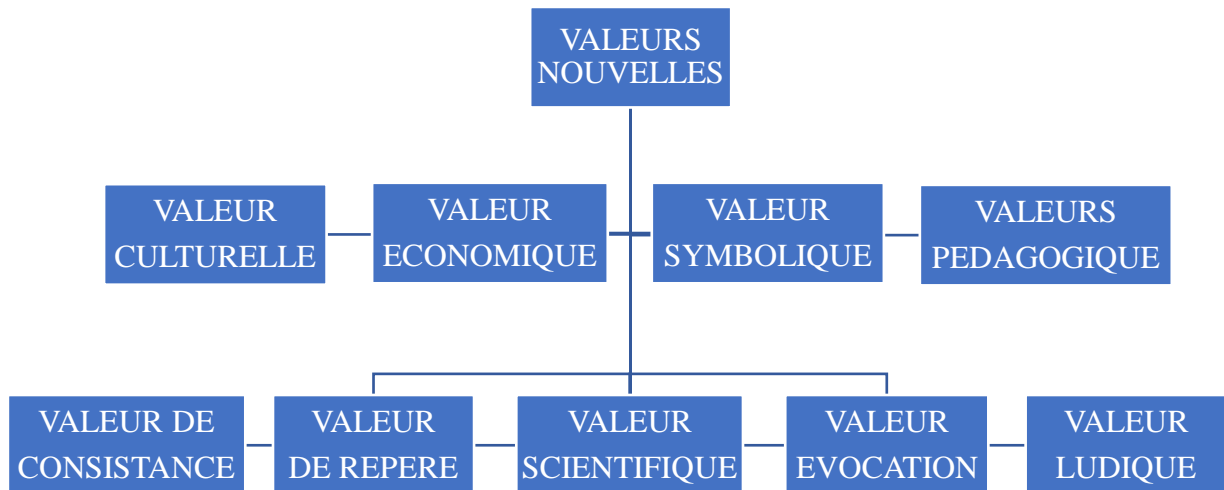 VALEURS
NOUVELLES
VALEUR
CULTURELLE
VALEUR
ECONOMIQUE
VALEUR
SYMBOLIQUE
VALEURS
PEDAGOGIQUE
VALEUR DE
CONSISTANCE
VALEUR
DE REPERE
VALEUR
SCIENTIFIQUE
VALEUR
EVOCATION
VALEUR
LUDIQUE